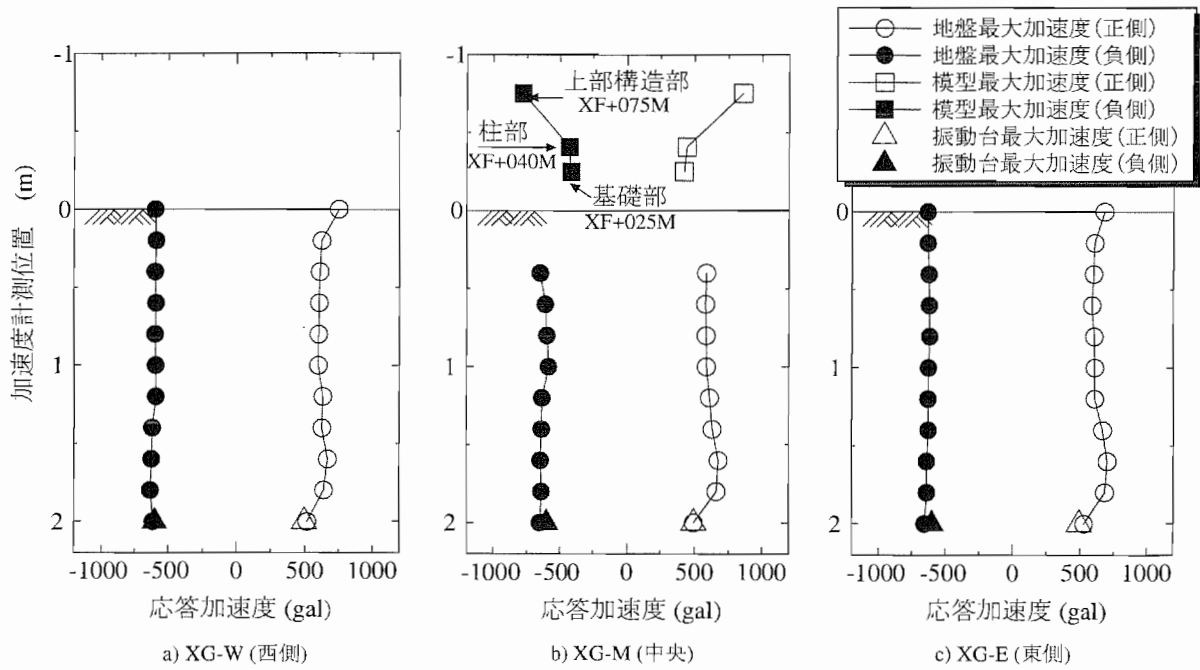 地盤最大加速度(正側)
地盤最大加速度(負側)
模型最大加速度(正側)
模型最大加速度(負側)
振動台最大加速度(正側)
振動台最大加速度(負側)
加速度計測位置 (m)
-1
0
1
2
-1000 -500 0 500 1000
応答加速度 (gal)
a) XG-W (西側)
上部構造部
XF+075M
柱部
XF+040M
基礎部
XF+025M
0
1
2
-1000 -500 0 500 1000
応答加速度 (gal)
b) XG-M (中央)
0
1
2
-1000 -500 0 500 1000
応答加速度 (gal)
c) XG-E (東側)